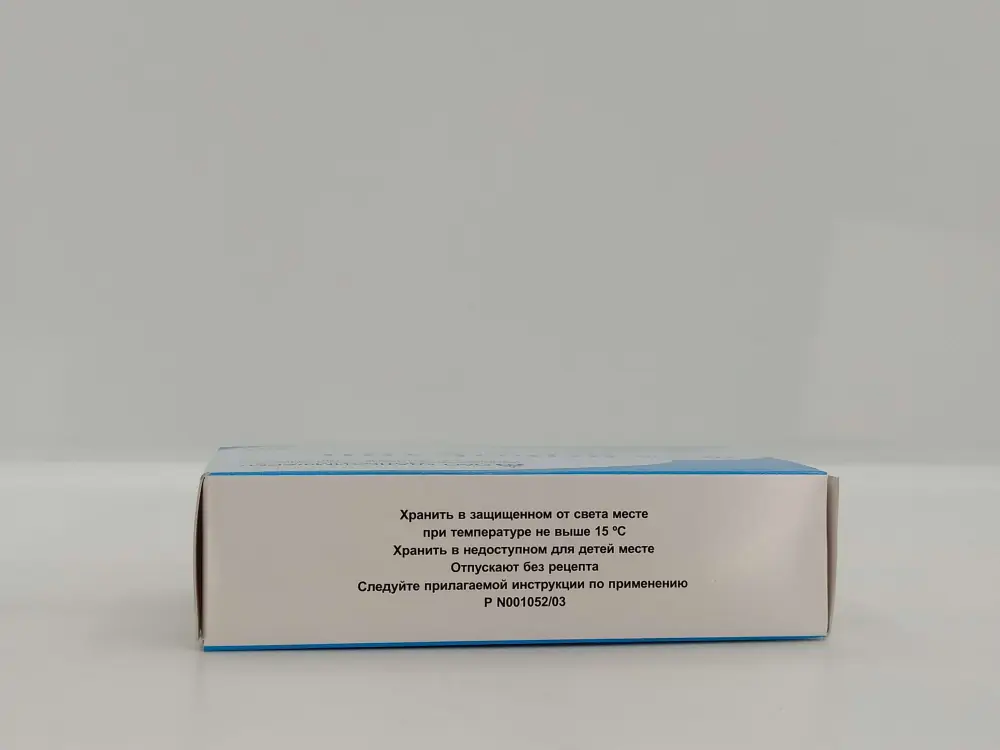 Хранить в защищенном от света месте
при температуре не выше 15 ºС
Хранить в недоступном для детей месте
Отпускают без рецепта
Следуйте прилагаемой инструкции по применению
Р N001052/03